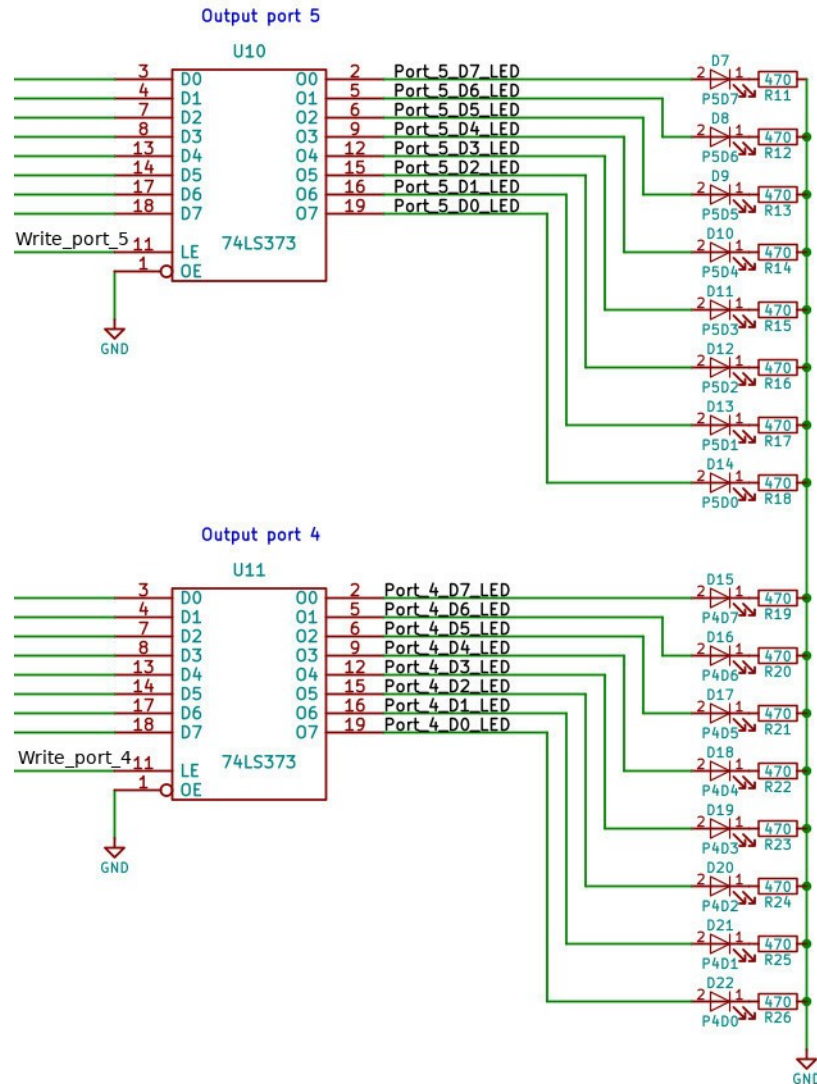 Output port 5
U10
3 D0 O0 2 Port_5_D7_LED
4 D1 O1 5 Port_5_D6_LED
7 D2 O2 6 Port_5_D5_LED
8 D3 O3 9 Port_5_D4_LED
13 D4 O4 12 Port_5_D3_LED
14 D5 O5 15 Port_5_D2_LED
17 D6 O6 16 Port_5_D1_LED
18 D7 O7 19 Port_5_D0_LED
Write_port_5 11 LE
1 OE
74LS373
GND
D7
2 1 470
P5D7 R11
D8
2 1 470
P5D6 R12
D9
2 1 470
P5D5 R13
D10
2 1 470
P5D4 R14
D11
2 1 470
P5D3 R15
D12
2 1 470
P5D2 R16
D13
2 1 470
P5D1 R17
D14
2 1 470
P5D0 R18
Output port 4
U11
3 D0 O0 2 Port_4_D7_LED
4 D1 O1 5 Port_4_D6_LED
7 D2 O2 6 Port_4_D5_LED
8 D3 O3 9 Port_4_D4_LED
13 D4 O4 12 Port_4_D3_LED
14 D5 O5 15 Port_4_D2_LED
17 D6 O6 16 Port_4_D1_LED
18 D7 O7 19 Port_4_D0_LED
Write_port_4 11 LE
1 OE
74LS373
GND
D15
2 1 470
P4D7 R19
D16
2 1 470
P4D6 R20
D17
2 1 470
P4D5 R21
D18
2 1 470
P4D4 R22
D19
2 1 470
P4D3 R23
D20
2 1 470
P4D2 R24
D21
2 1 470
P4D1 R25
D22
2 1 470
P4D0 R26
GND